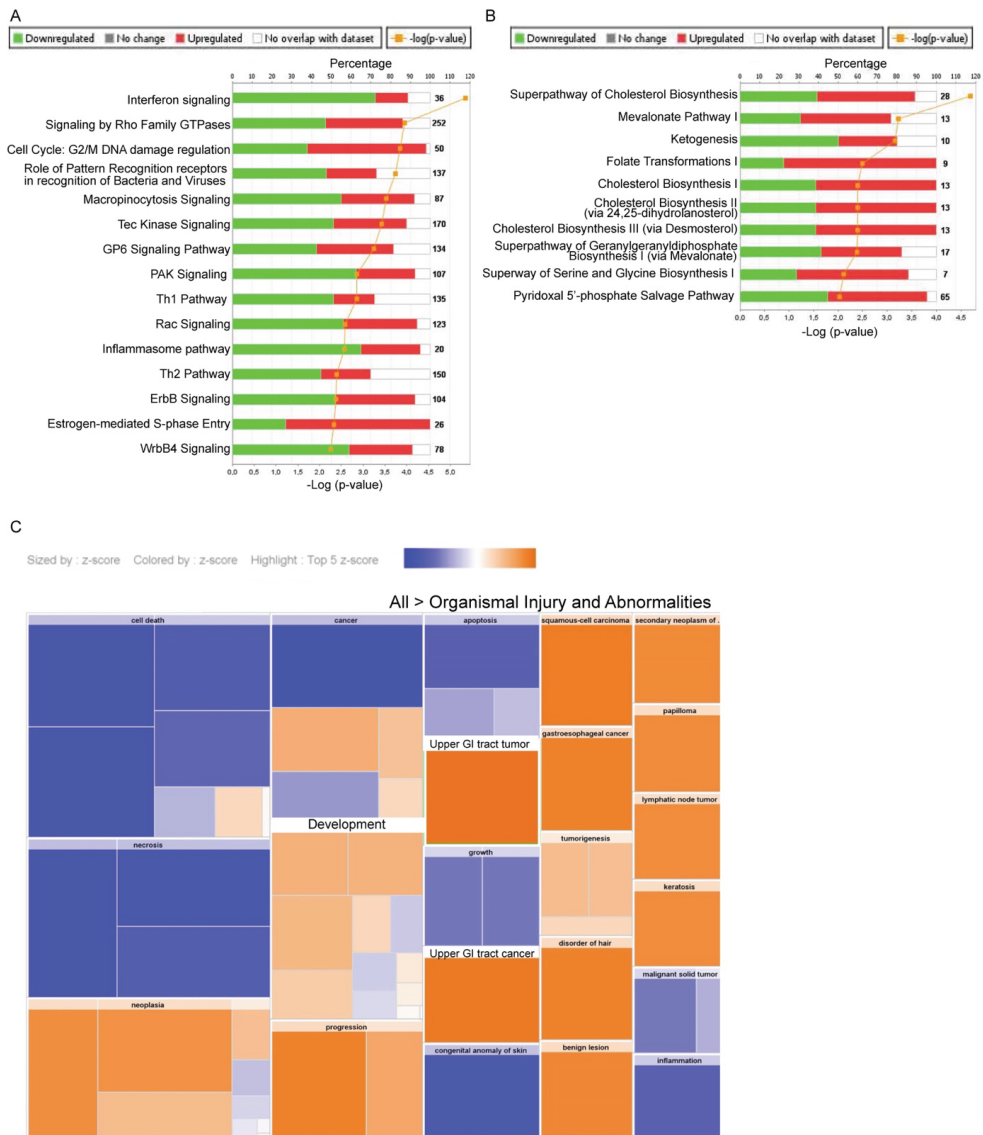 A
Downregulated No change Upregulated No overlap with dataset -log(p-value)
Percentage
0 10 20 30 40 50 60 70 80 90 100 110 120
Interferon signaling 36
Signaling by Rho Family GTPases 252
Cell Cycle: G2/M DNA damage regulation 50
Role of Pattern Recognition receptors
in recognition of Bacteria and Viruses 137
Macropinocytosis Signaling 87
Tec Kinase Signaling 170
GP6 Signaling Pathway 134
PAK Signaling 107
Th1 Pathway 135
Rac Signaling 123
Inflammasome pathway 20
Th2 Pathway 150
ErbB Signaling 104
Estrogen-mediated S-phase Entry 26
WrbB4 Signaling 78
0,0 0,5 1,0 1,5 2,0 2,5 3,0 3,5 4,0 4,5 5,0
-Log (p-value)
B
Downregulated No change Upregulated No overlap with dataset -log(p-value)
Percentage
0 10 20 30 40 50 60 70 80 90 100 110 120
Superpathway of Cholesterol Biosynthesis 28
Mevalonate Pathway I 13
Ketogenesis 10
Folate Transformations I 9
Cholesterol Biosynthesis I 13
Cholesterol Biosynthesis II
(via 24,25-dihydrolanosterol) 13
Cholesterol Biosynthesis III (via Desmosterol) 13
Superpathway of Geranylgeranyldiphosphate
Biosynthesis I (via Mevalonate) 17
Superway of Serine and Glycine Biosynthesis I 7
Pyridoxal 5'-phosphate Salvage Pathway 65
0,0 0,5 1,0 1,5 2,0 2,5 3,0 3,5 4,0 4,5
-Log (p-value)
C
Sized by : z-score Colored by : z-score Highlight : Top 5 z-score
All > Organismal Injury and Abnormalities
cell death
necrosis
neoplasia
cancer
Development
progression
apoptosis
Upper GI tract tumor
growth
Upper GI tract cancer
congenital anomaly of skin
squamous-cell carcinoma
gastroesophageal cancer
tumorigenesis
disorder of hair
benign lesion
secondary neoplasm of .
papilloma
lymphatic node tumor
keratosis
malignant solid tumor
inflammation